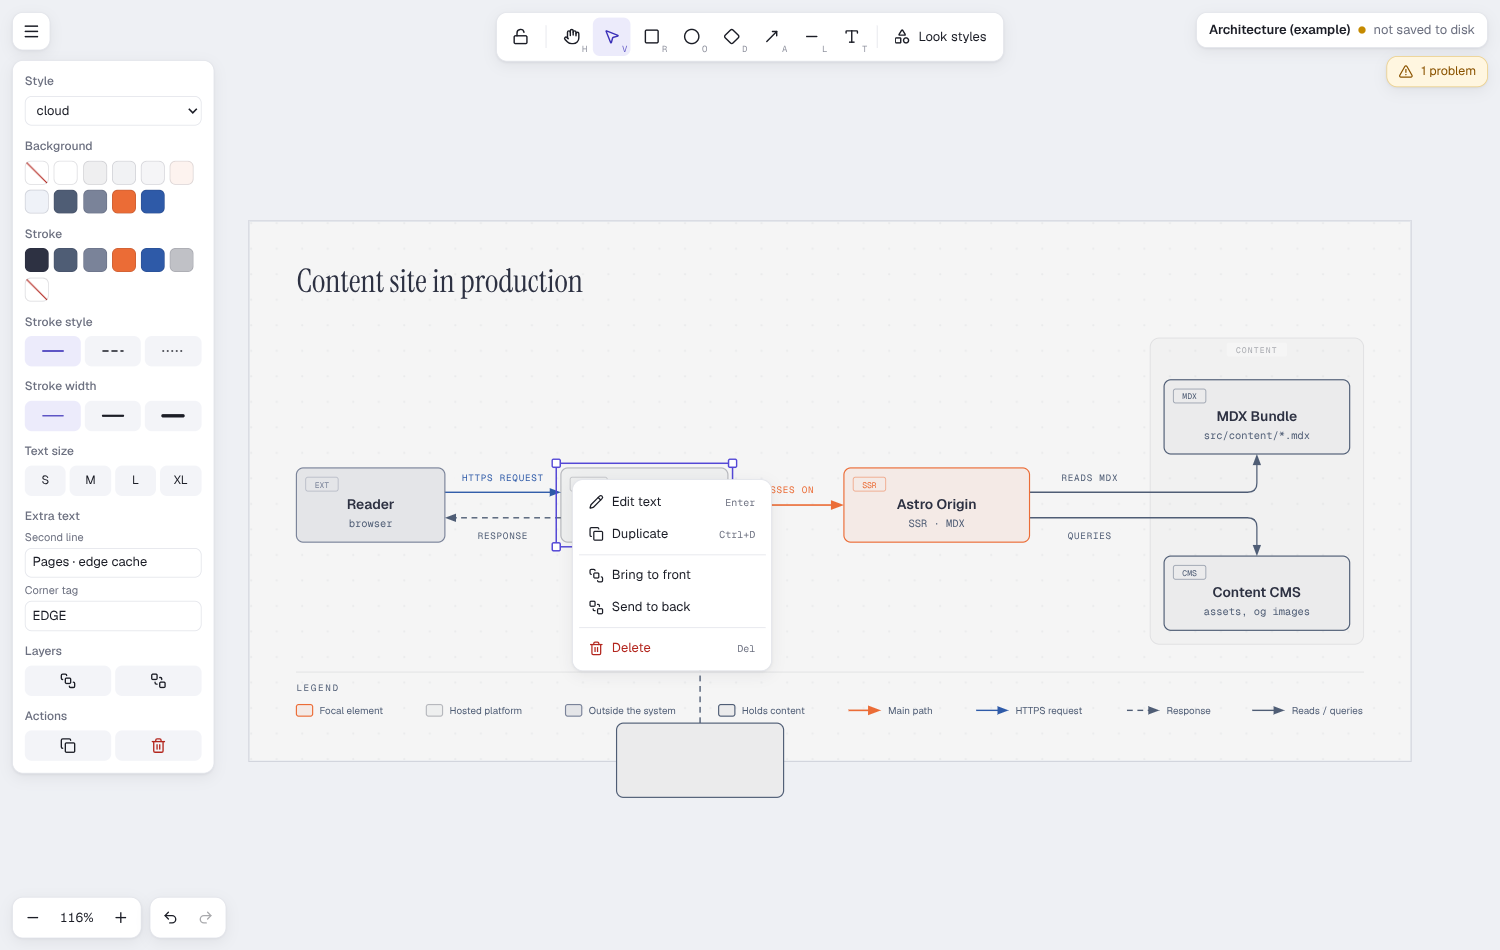 H
V
R
O
D
A
L
T
Look styles
Architecture (example)
not saved to disk
1 problem
Style
cloud
Background
Stroke
Stroke style
Stroke width
Text size
S
M
L
XL
Extra text
Second line
Pages · edge cache
Corner tag
EDGE
Layers
Actions
116%
Content site in production
CONTENT
MDX
MDX Bundle
src/content/*.mdx
EXT
Reader
browser
HTTPS REQUEST
RESPONSE
SSES ON
SSR
Astro Origin
SSR · MDX
READS MDX
QUERIES
CMS
Content CMS
assets, og images
Edit text
Enter
Duplicate
Ctrl+D
Bring to front
Send to back
Delete
Del
LEGEND
Focal element
Hosted platform
Outside the system
Holds content
Main path
HTTPS request
Response
Reads / queries